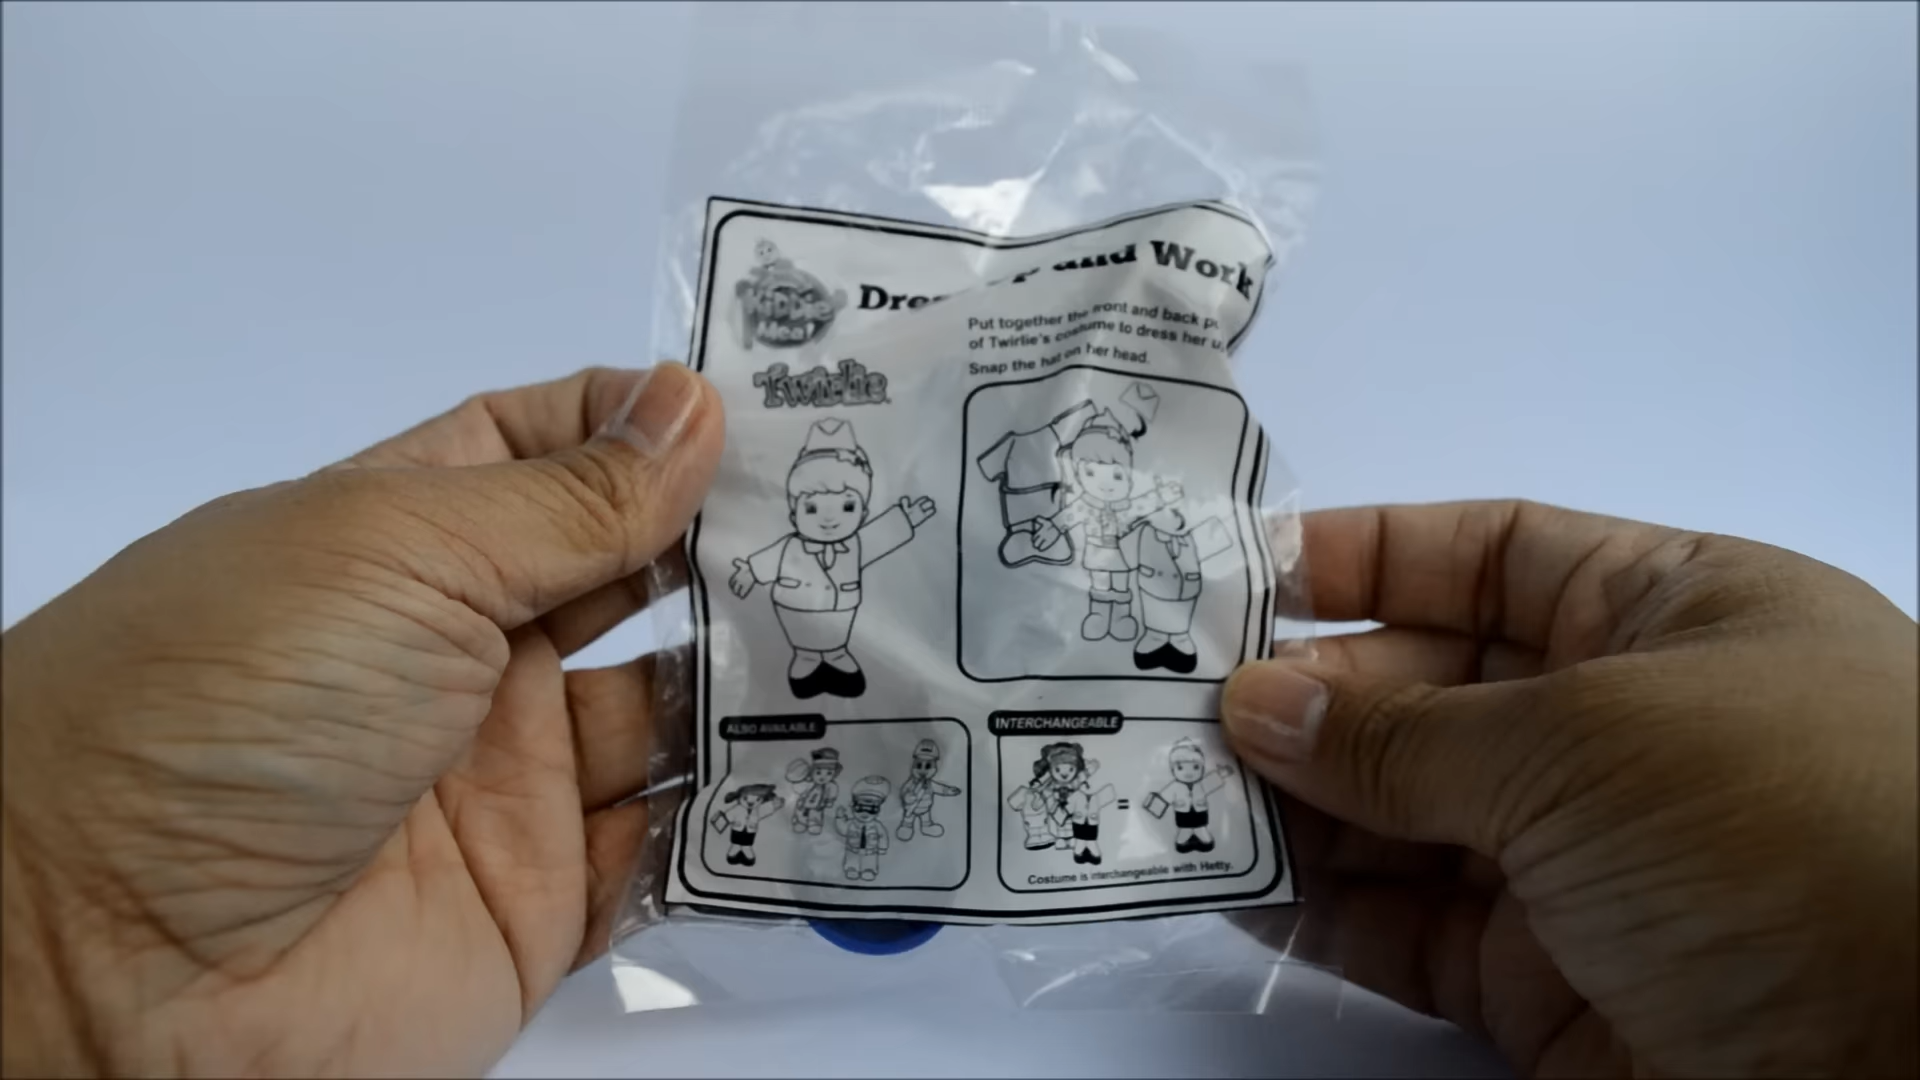 Kiddie
Meal
and Work
Put together the front and back
of Twirlie's costume to dress her
Snap the hat on her head.
Twirlie
ALSO AVAILABLE
INTERCHANGEABLE
=
Costume is interchangeable with Hetty.